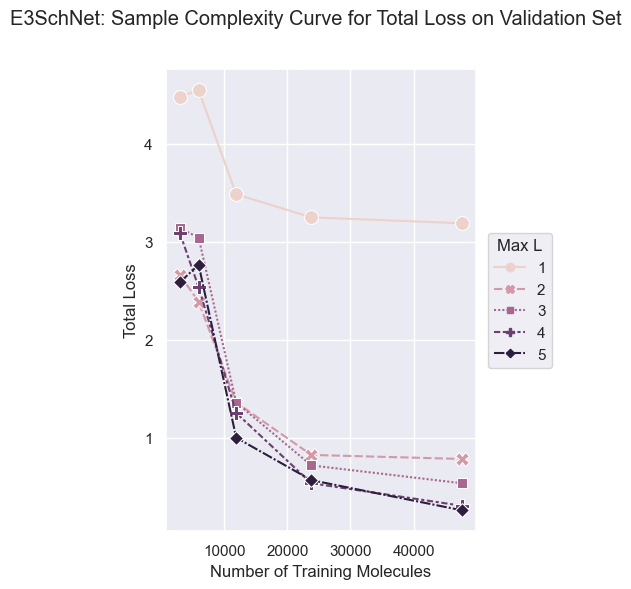 E3SchNet: Sample Complexity Curve for Total Loss on Validation Set
4
3
2
1
Total Loss
10000 20000 30000 40000
Number of Training Molecules
Max L
1
2
3
4
5